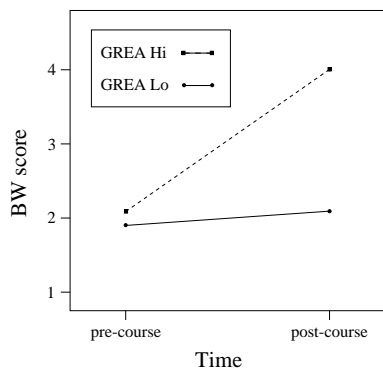 GREA Hi
GREA Lo
4
3
2
1
BW score
pre-course
post-course
Time